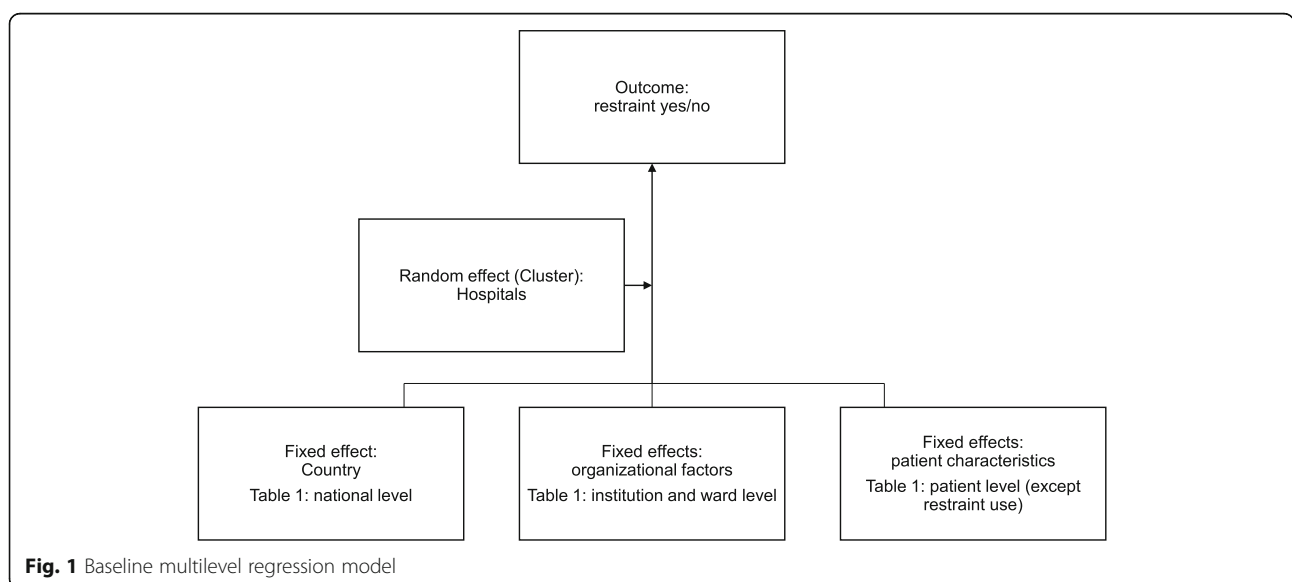 Outcome:
restraint yes/no
Random effect (Cluster):
Hospitals
Fixed effect:
Country
Table 1: national level
Fixed effects:
organizational factors
Table 1: institution and ward level
Fixed effects:
patient characteristics
Table 1: patient level (except
restraint use)
Fig. 1 Baseline multilevel regression model